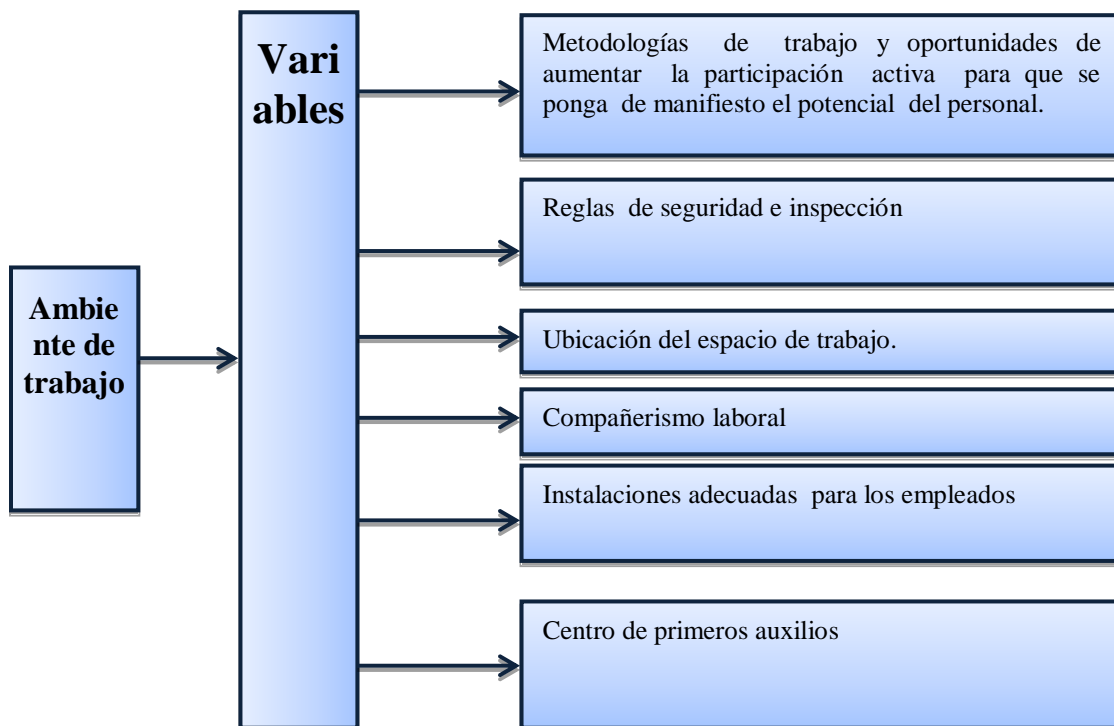 Ambie
nte de
trabajo
Vari
ables
Metodologías de trabajo y oportunidades de
aumentar la participación activa para que se
ponga de manifiesto el potencial del personal.
Reglas de seguridad e inspección
Ubicación del espacio de trabajo.
Compañerismo laboral
Instalaciones adecuadas para los empleados
Centro de primeros auxilios